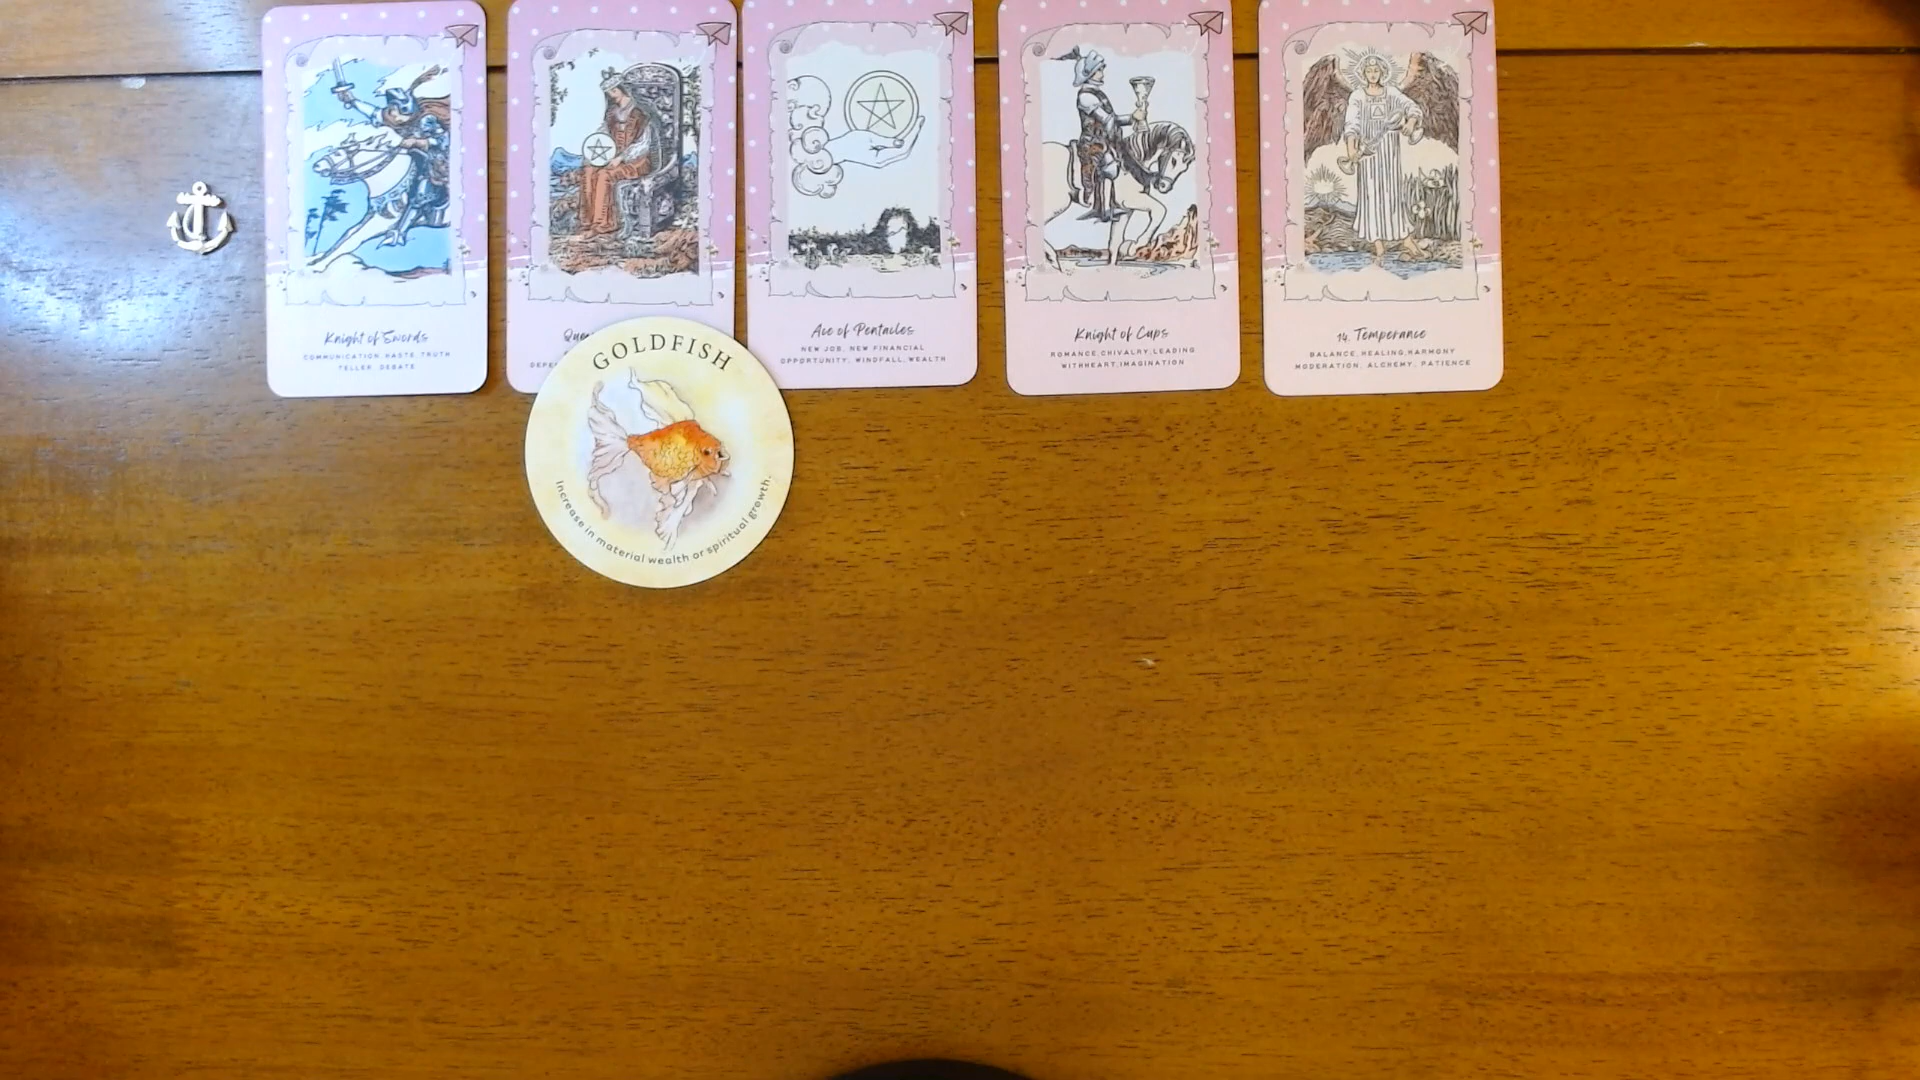 Knight of Swords
COMMUNICATION, HASTE, TRUTH
TELLER, DEBATE
Ace of Pentacles
NEW JOB, NEW FINANCIAL
OPPORTUNITY, WINDFALL, WEALTH
Knight of Cups
ROMANCE, CHIVALRY, LEADING
WITHHEART, IMAGINATION
14. Temperance
BALANCE, HEALING, HARMONY
MODERATION, ALCHEMY, PATIENCE
GOLDFISH
Increase in material wealth or spiritual growth.